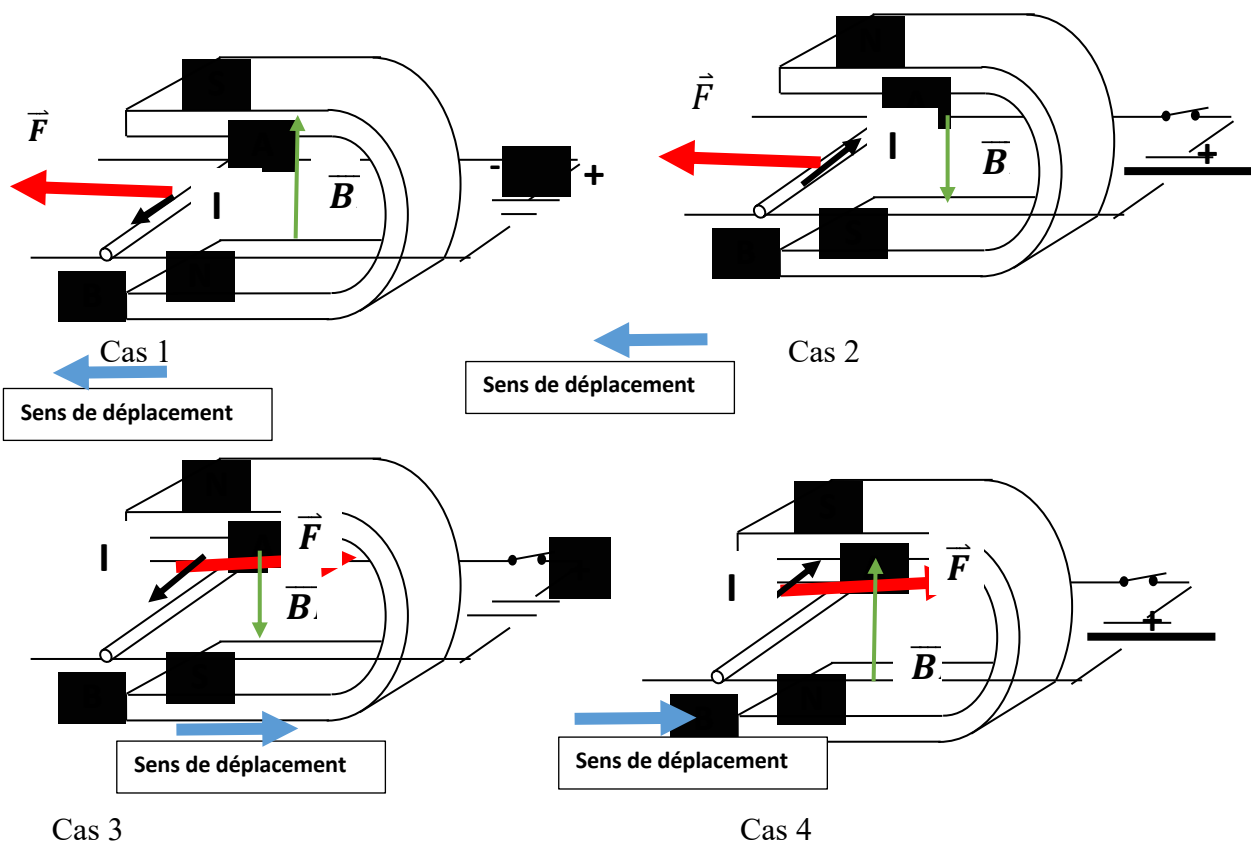 S
N
F
A
I
B
-
+
B
N
F
I
B
+
B
S
Cas 1
Cas 2
Sens de déplacement
Sens de déplacement
N
I
F
B
B
S
Sens de déplacement
Cas 3
S
I
F
B
+
N
Sens de déplacement
Cas 4